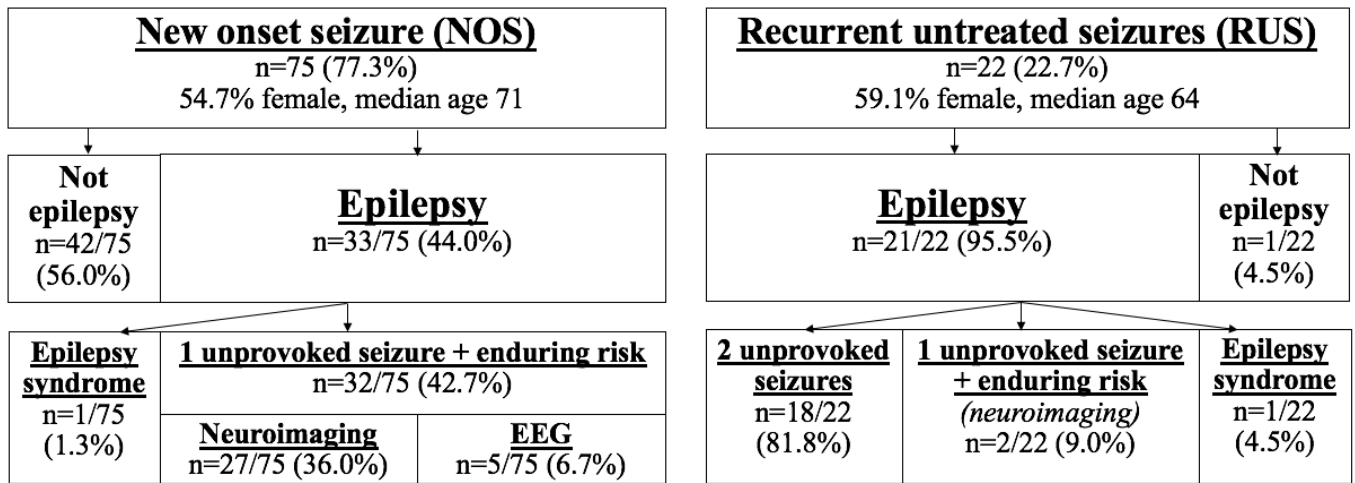 New onset seizure (NOS)
n=75 (77.3%)
54.7% female, median age 71
Not
epilepsy
n=42/75
(56.0%)
Epilepsy
n=33/75 (44.0%)
Epilepsy
syndrome
n=1/75
(1.3%)
1 unprovoked seizure + enduring risk
n=32/75 (42.7%)
Neuroimaging
n=27/75 (36.0%)
EEG
n=5/75 (6.7%)
Recurrent untreated seizures (RUS)
n=22 (22.7%)
59.1% female, median age 64
Epilepsy
n=21/22 (95.5%)
Not
epilepsy
n=1/22
(4.5%)
2 unprovoked
seizures
n=18/22
(81.8%)
1 unprovoked seizure
+ enduring risk
(neuroimaging)
n=2/22 (9.0%)
Epilepsy
syndrome
n=1/22
(4.5%)